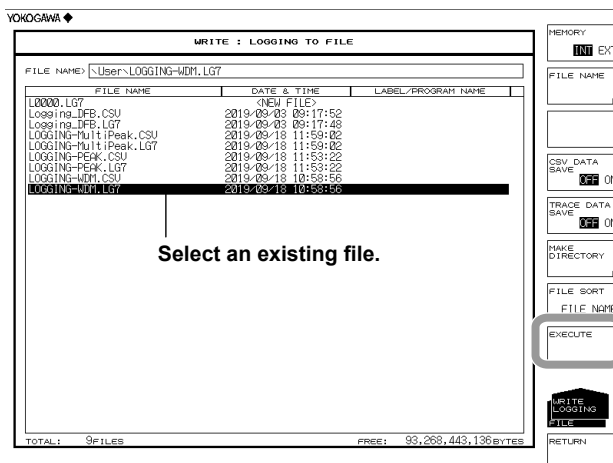 YOKOGAWA ◆
WRITE : LOGGING TO FILE
FILE NAME> \User\LOGGING-WDM.LG7
FILE NAME DATE & TIME LABEL/PROGRAM NAME
L0000.LG7 <NEW FILE>
Logging_DFB.CSV 2019/09/03 09:17:52
Logging_DFB.LG7 2019/09/03 09:17:48
LOGGING-MultiPeak.CSV 2019/09/18 11:59:02
LOGGING-MultiPeak.LG7 2019/09/18 11:59:02
LOGGING-PEAK.CSV 2019/09/18 11:53:22
LOGGING-PEAK.LG7 2019/09/18 11:53:22
LOGGING-WDM.CSV 2019/09/18 10:58:56
LOGGING-WDM.LG7 2019/09/18 10:58:56
Select an existing file.
TOTAL: 9FILES FREE: 93,268,443,136BYTES
MEMORY
INT EXT
FILE NAME
CSV DATA
SAVE
OFF ON
TRACE DATA
SAVE
OFF ON
MAKE
DIRECTORY
FILE SORT
FILE NAME
EXECUTE
WRITE
LOGGING
FILE
RETURN